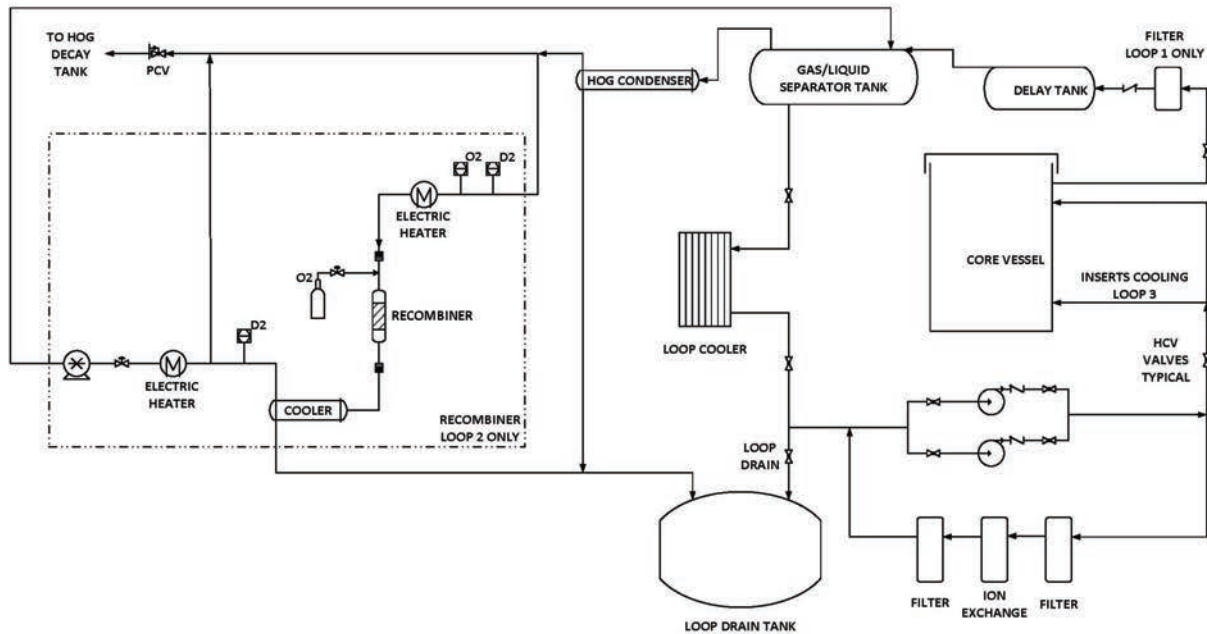 TO HOG
DECAY
TANK
PCV
HOG CONDENSER
GAS/LIQUID
SEPARATOR TANK
DELAY TANK
FILTER
LOOP 1 ONLY
O2
D2
M
ELECTRIC
HEATER
O2
RECOMBINER
D2
M
ELECTRIC
HEATER
COOLER
RECOMBINER
LOOP 2 ONLY
LOOP COOLER
CORE VESSEL
INSERTS COOLING
LOOP 3
HCV
VALVES
TYPICAL
LOOP
DRAIN
LOOP DRAIN TANK
FILTER
ION
EXCHANGE
FILTER